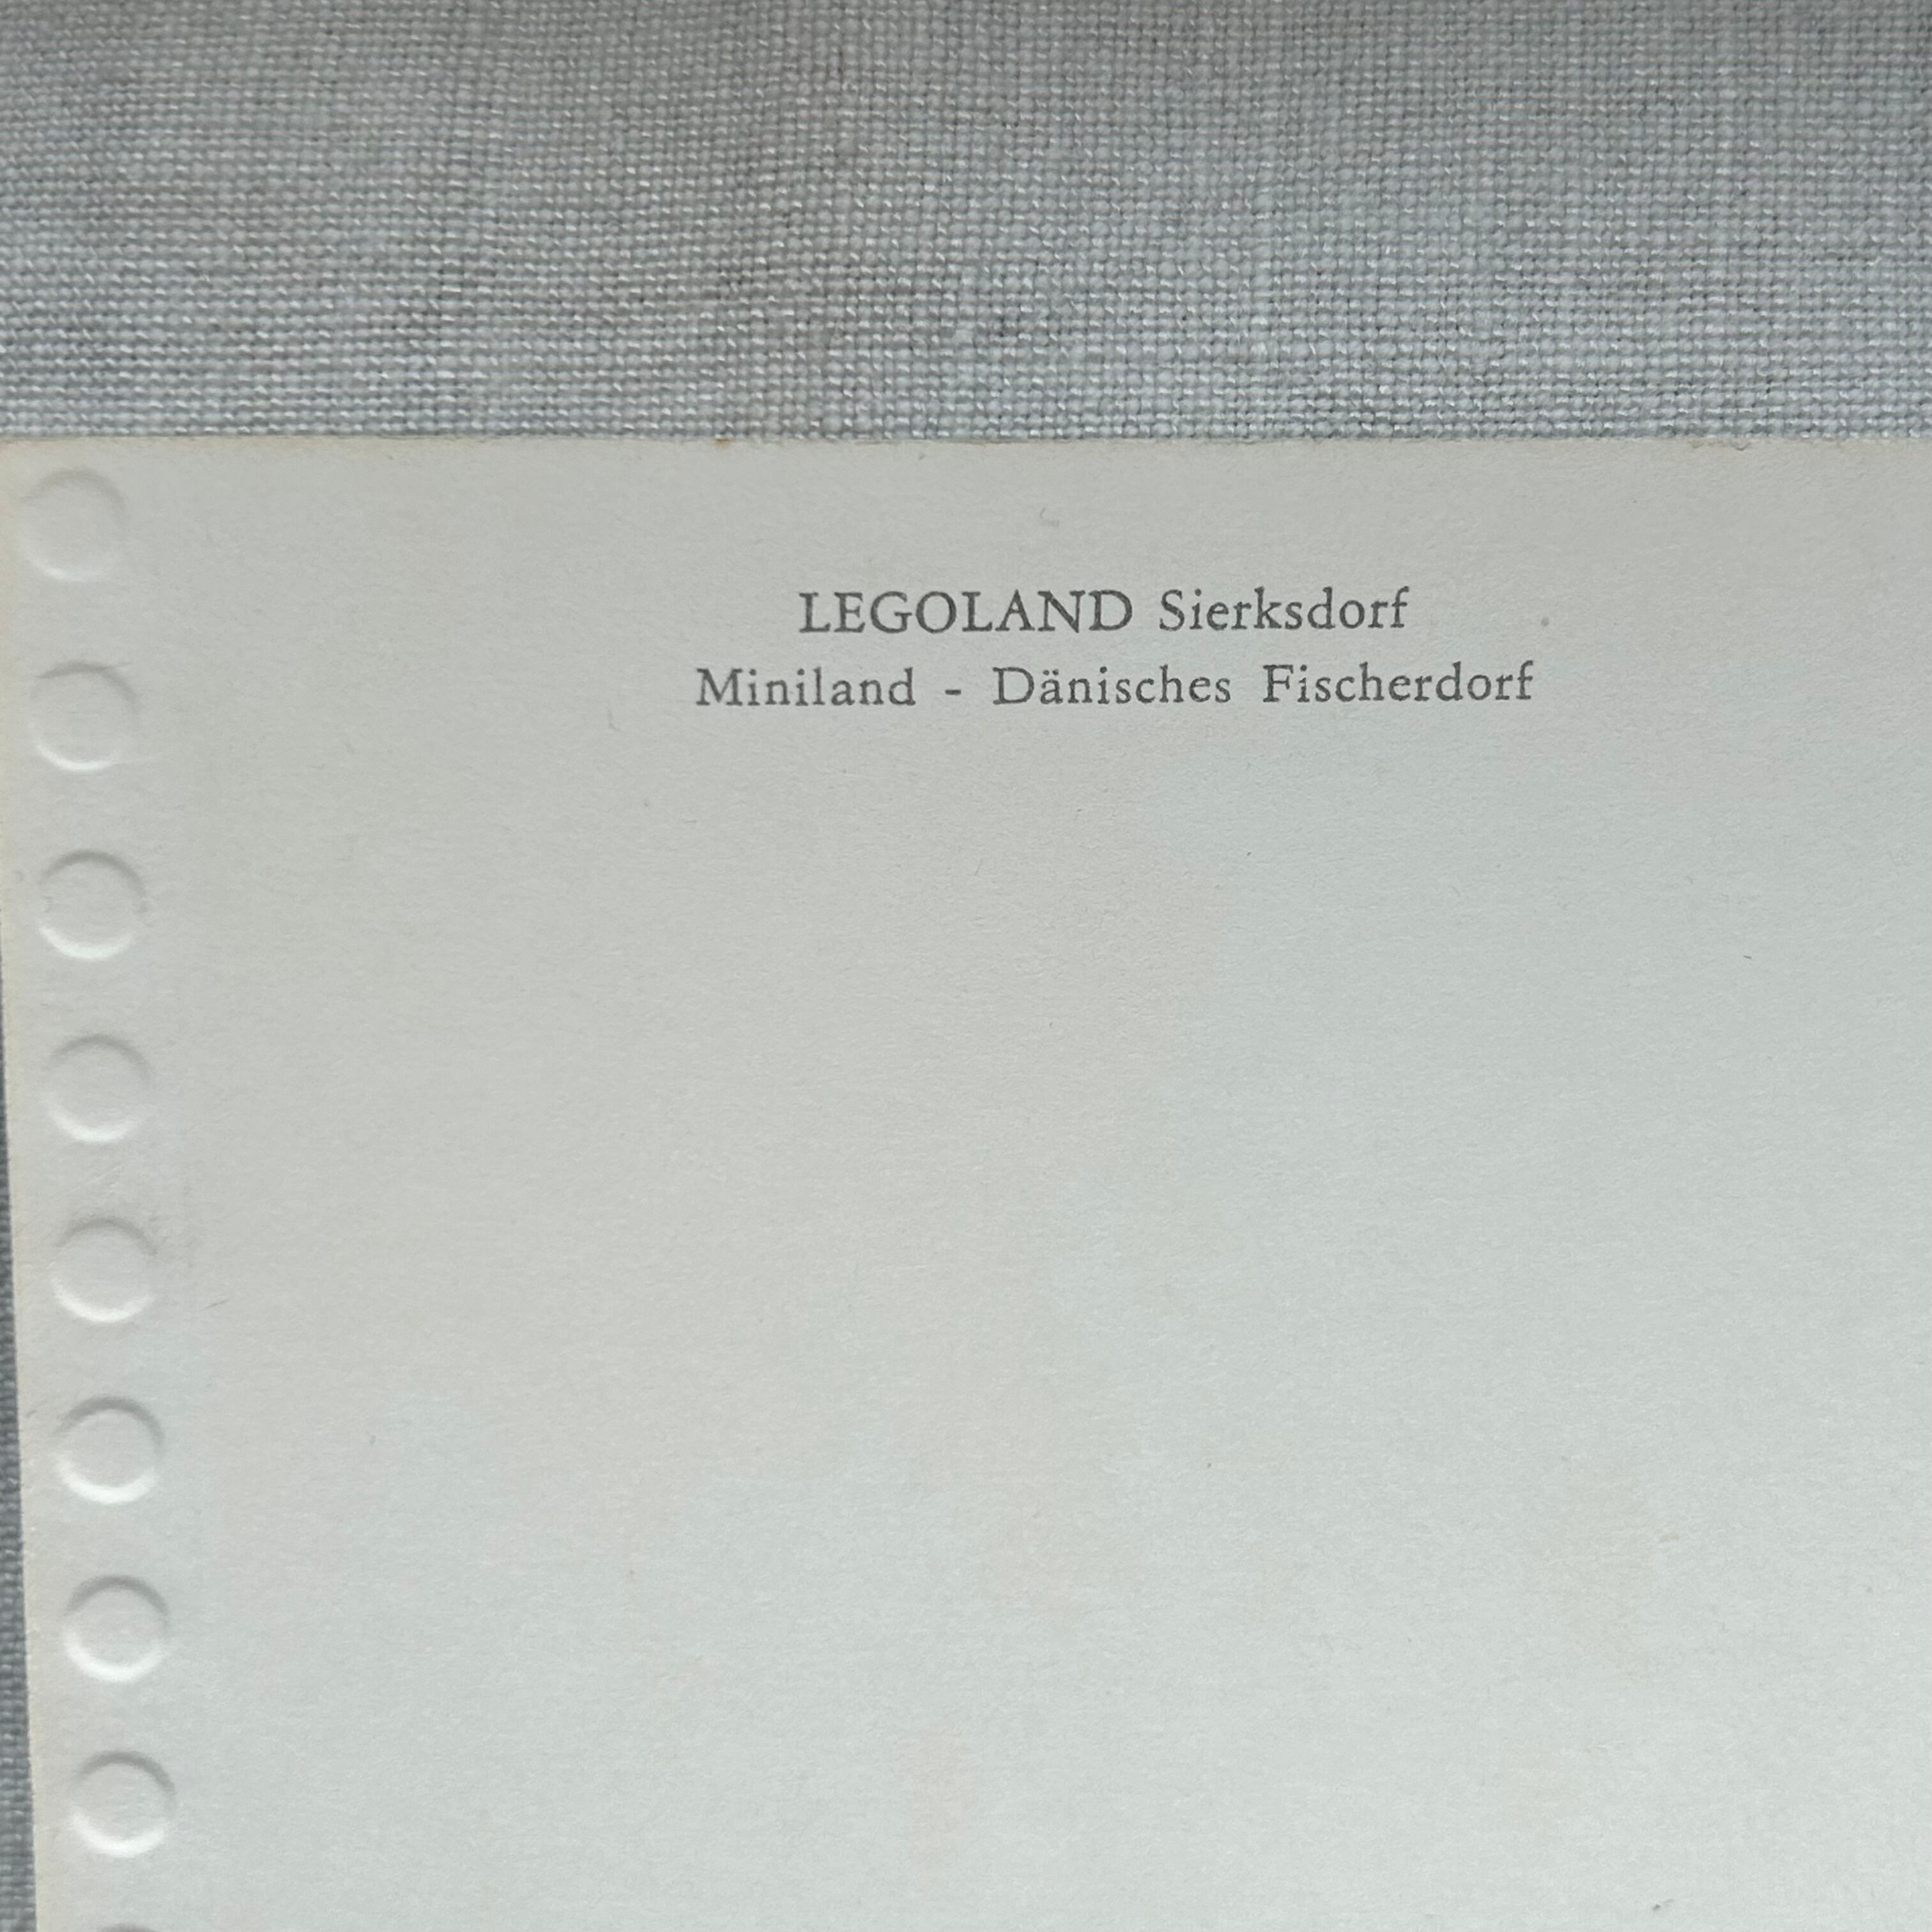 LEGOLAND Sierksdorf
Miniland - Dänisches Fischerdorf